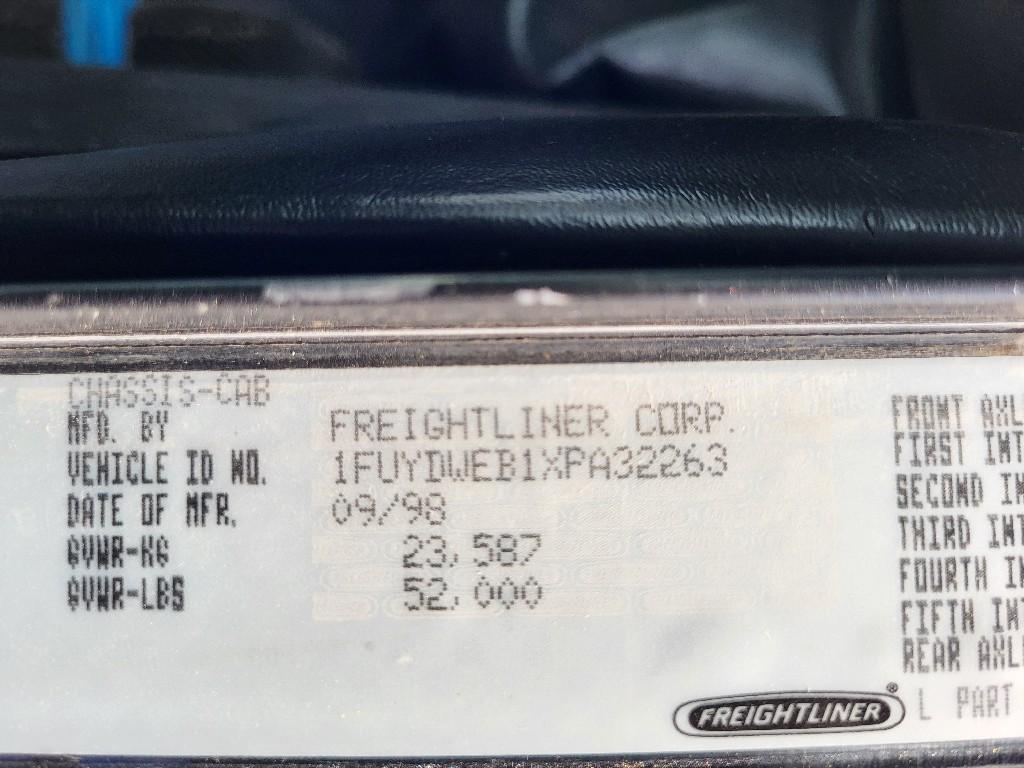 CHASSIS-CAB
MFD. BY FREIGHTLINER CORP.
VEHICLE ID NO. 1FUYDWEB1XPA32263
DATE OF MFR. 09/98
GVWR-KG 23,587
GVWR-LBS 52,000
FRONT AXL
FIRST INT
SECOND IN
THIRD INT
FOURTH IN
FIFTH INT
REAR AXLE
FREIGHTLINER®
L PART